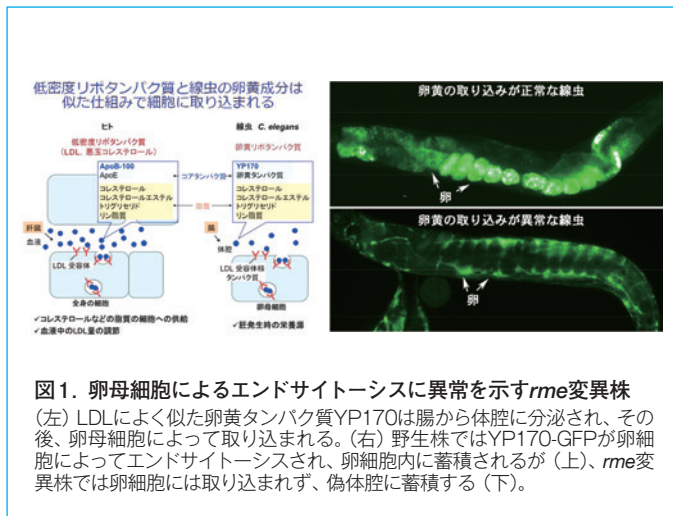 低密度リポタンパク質と線虫の卵黄成分は
似た仕組みで細胞に取り込まれる
ヒト
線虫 C. elegans
低密度リポタンパク質
(LDL、悪玉コレステロール)
卵黄リポタンパク質
ApoB-100
ApoE
コレステロール
コレステロールエステル
トリグリセリド
リン脂質
コアタンパク質
脂質
YP170
卵黄タンパク質
コレステロール
コレステロールエステル
トリグリセリド
リン脂質
肝臓
血液
LDL 受容体
全身の細胞
腸
体腔
LDL 受容体様
タンパク質
卵母細胞
✓コレステロールなどの脂質の細胞への供給
✓血液中のLDL量の調節
✓胚発生時の栄養源
卵黄の取り込みが正常な線虫
卵
卵黄の取り込みが異常な線虫
卵
図1. 卵母細胞によるエンドサイトーシスに異常を示すrme変異株
(左) LDLによく似た卵黄タンパク質YP170は腸から体腔に分泌され、その
後、卵母細胞によって取り込まれる。(右) 野生株ではYP170-GFPが卵細
胞によってエンドサイトーシスされ、卵細胞内に蓄積されるが (上)、rme変
異株では卵細胞には取り込まれず、偽体腔に蓄積する (下)。